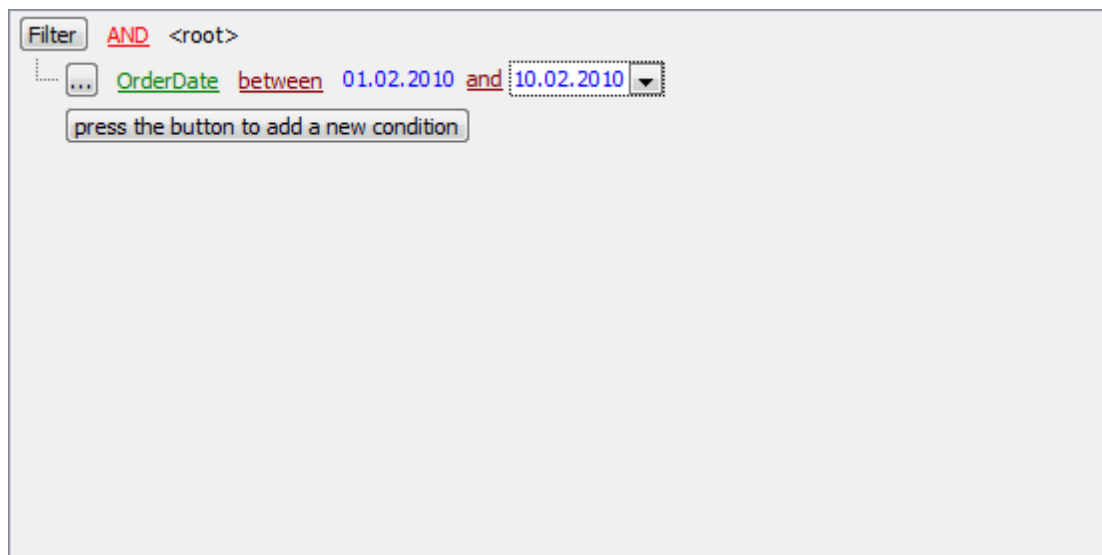 Filter AND <root>
... OrderDate between 01.02.2010 and 10.02.2010
press the button to add a new condition